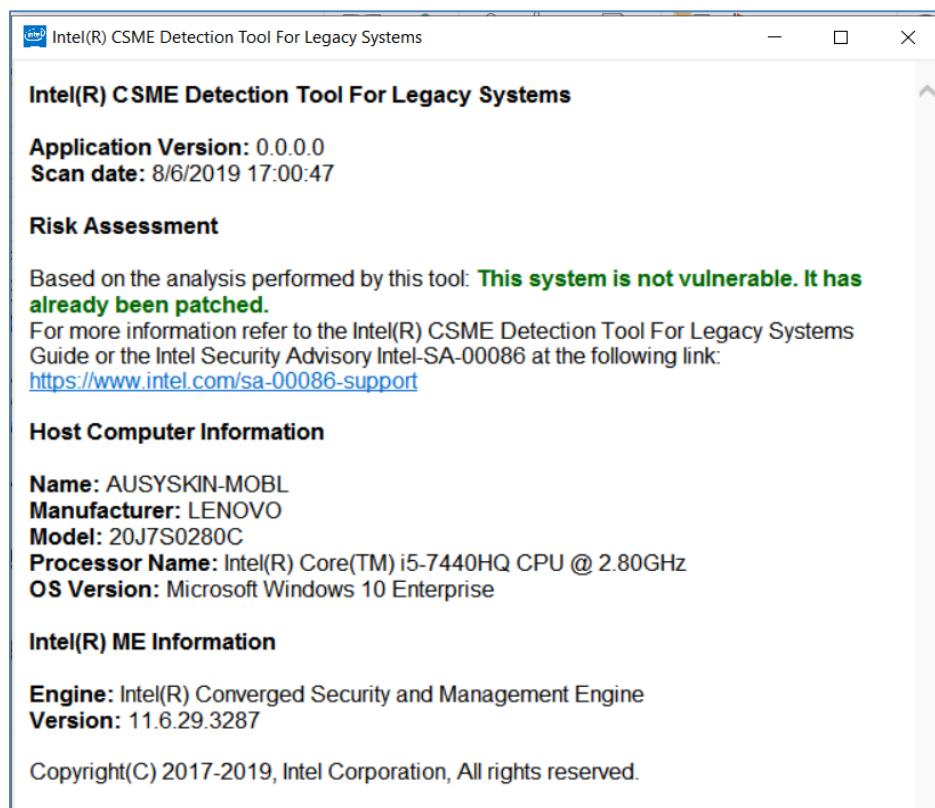 Intel(R) CSME Detection Tool For Legacy Systems
Intel(R) CSME Detection Tool For Legacy Systems
Application Version: 0.0.0.0
Scan date: 8/6/2019 17:00:47
Risk Assessment
Based on the analysis performed by this tool: This system is not vulnerable. It has
already been patched.
For more information refer to the Intel(R) CSME Detection Tool For Legacy Systems
Guide or the Intel Security Advisory Intel-SA-00086 at the following link:
https://www.intel.com/sa-00086-support
Host Computer Information
Name: AUSYSKIN-MOBL
Manufacturer: LENOVO
Model: 20J7S0280C
Processor Name: Intel(R) Core(TM) i5-7440HQ CPU @ 2.80GHz
OS Version: Microsoft Windows 10 Enterprise
Intel(R) ME Information
Engine: Intel(R) Converged Security and Management Engine
Version: 11.6.29.3287
Copyright(C) 2017-2019, Intel Corporation, All rights reserved.